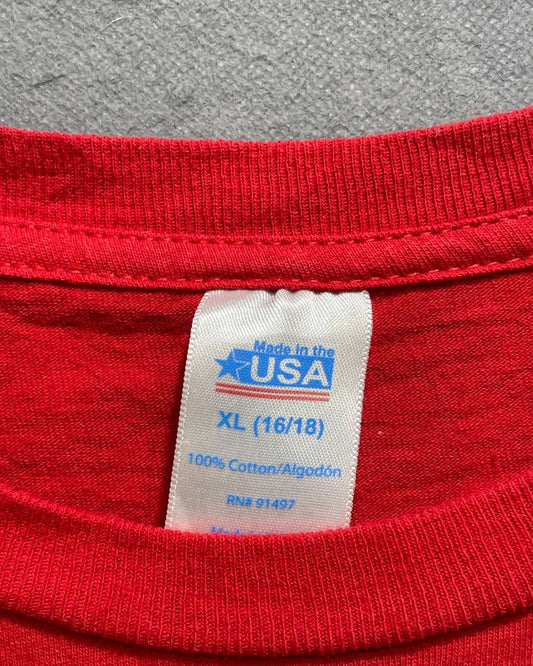 Made in the
USA
XL (16/18)
100% Cotton/Algodón
RN# 91497